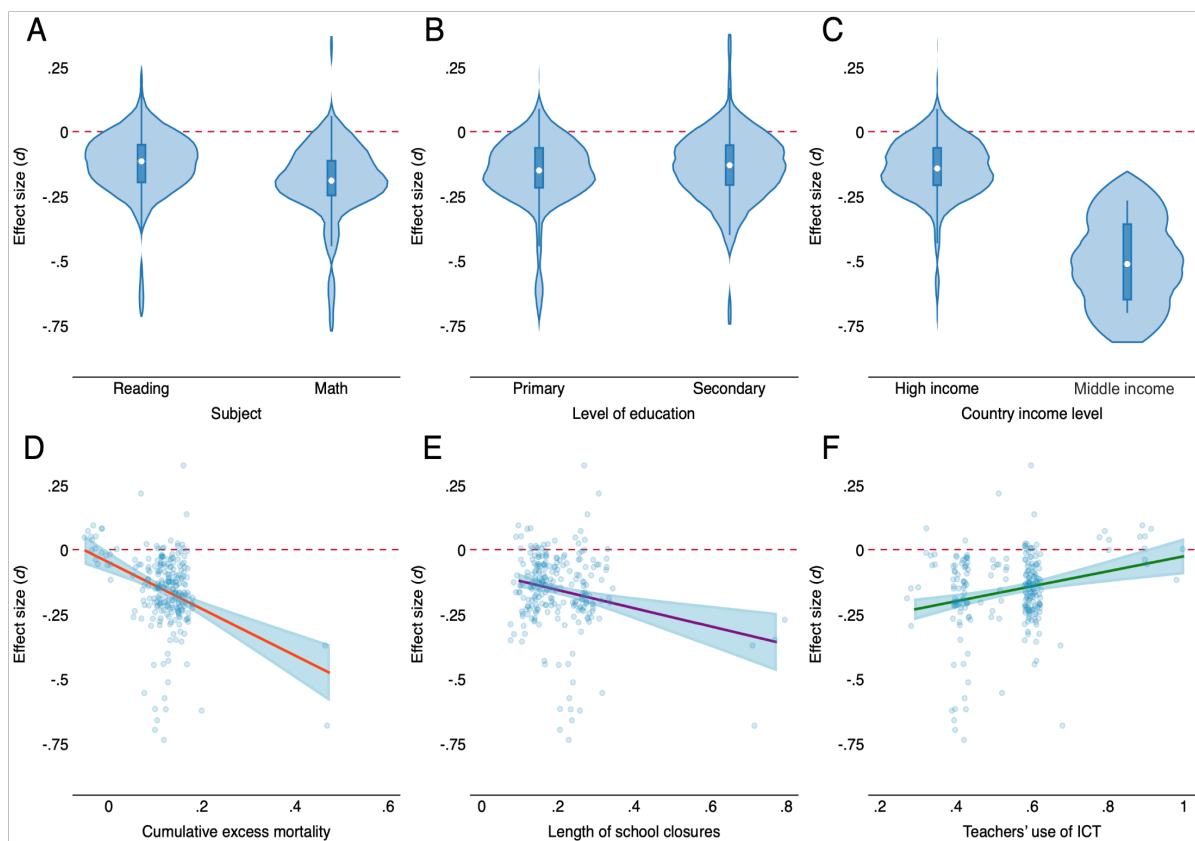 A
Effect size (d)
.25
0
-.25
-.5
-.75
Reading Math
Subject
B
Effect size (d)
.25
0
-.25
-.5
-.75
Primary Secondary
Level of education
C
Effect size (d)
.25
0
-.25
-.5
-.75
High income Middle income
Country income level
D
Effect size (d)
.25
0
-.25
-.5
-.75
0 .2 .4 .6
Cumulative excess mortality
E
Effect size (d)
.25
0
-.25
-.5
-.75
0 .2 .4 .6 .8
Length of school closures
F
Effect size (d)
.25
0
-.25
-.5
-.75
.2 .4 .6 .8 1
Teachers' use of ICT